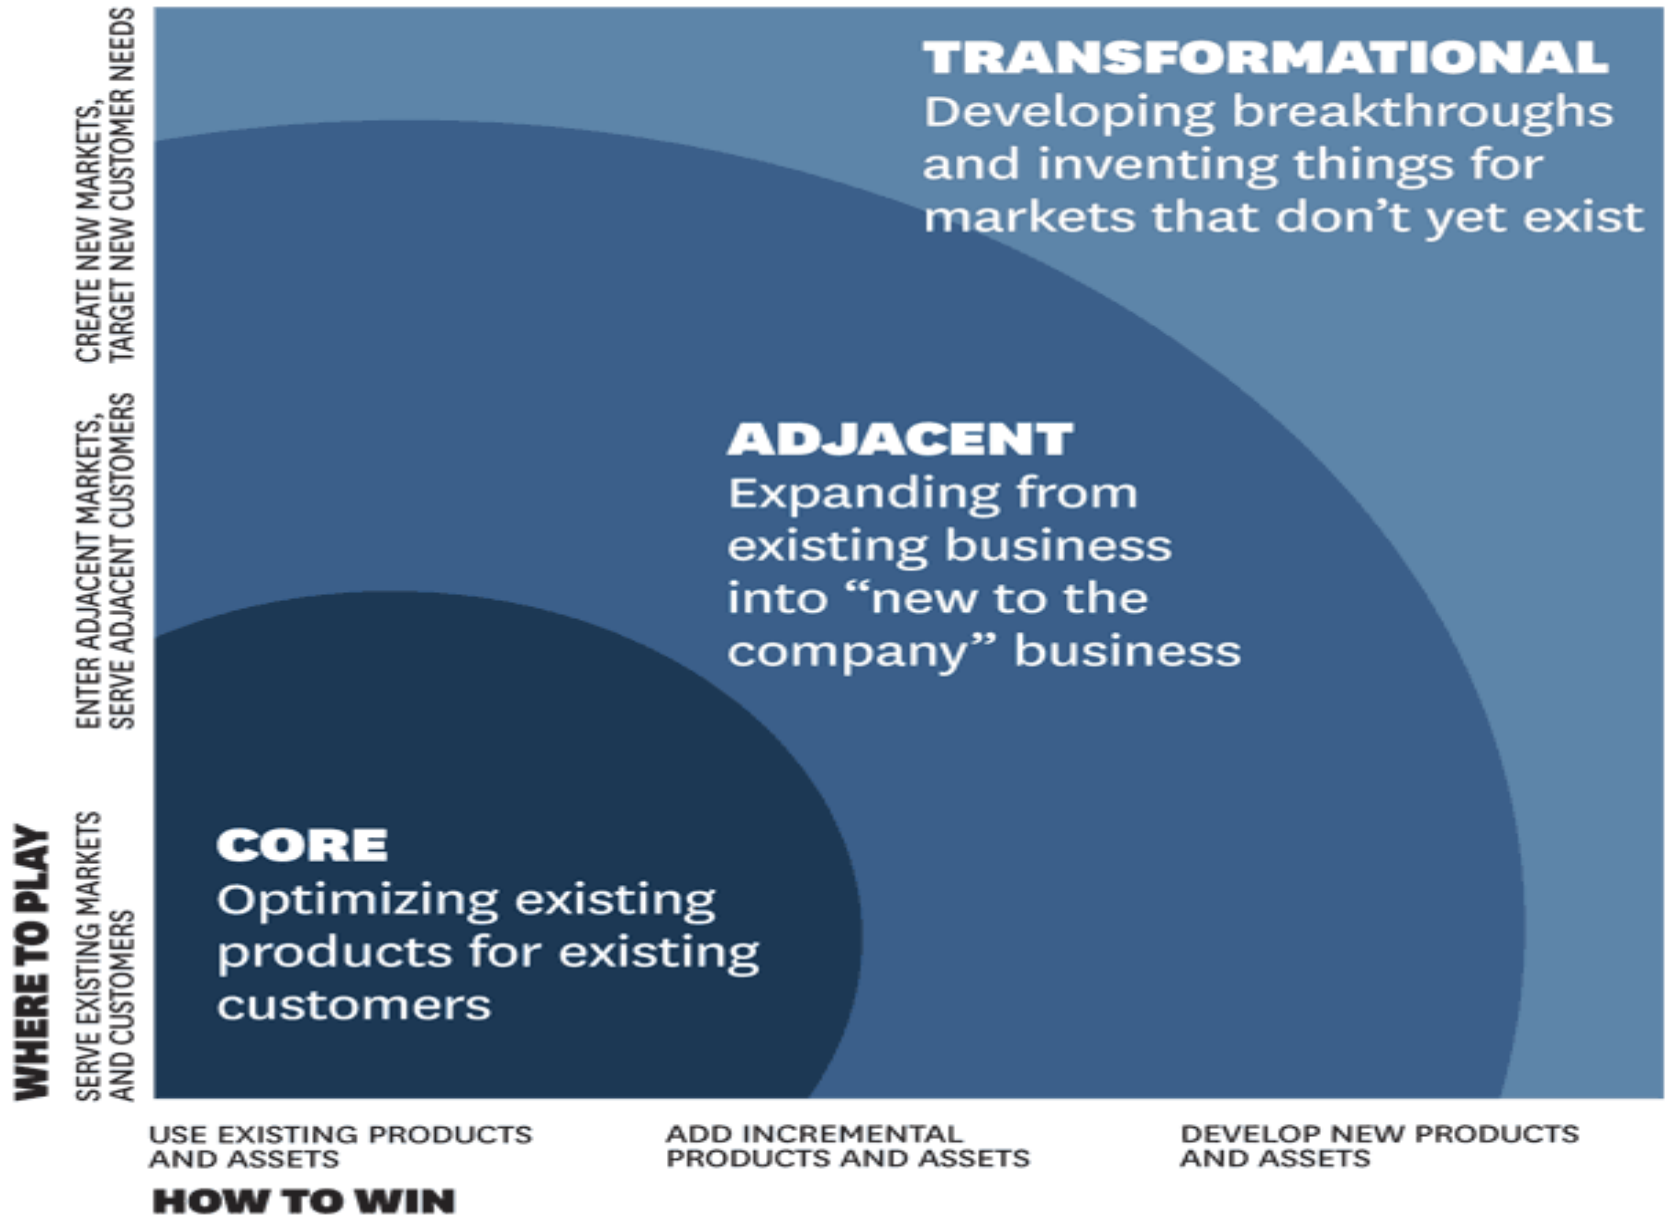 TRANSFORMATIONAL
Developing breakthroughs
and inventing things for
markets that don’t yet exist
ADJACENT
Expanding from
existing business
into “new to the
company” business
CORE
Optimizing existing
products for existing
customers
WHERE TO PLAY
CREATE NEW MARKETS,
TARGET NEW CUSTOMER NEEDS
ENTER ADJACENT MARKETS,
SERVE ADJACENT CUSTOMERS
SERVE EXISTING MARKETS
AND CUSTOMERS
USE EXISTING PRODUCTS
AND ASSETS
ADD INCREMENTAL
PRODUCTS AND ASSETS
DEVELOP NEW PRODUCTS
AND ASSETS
HOW TO WIN